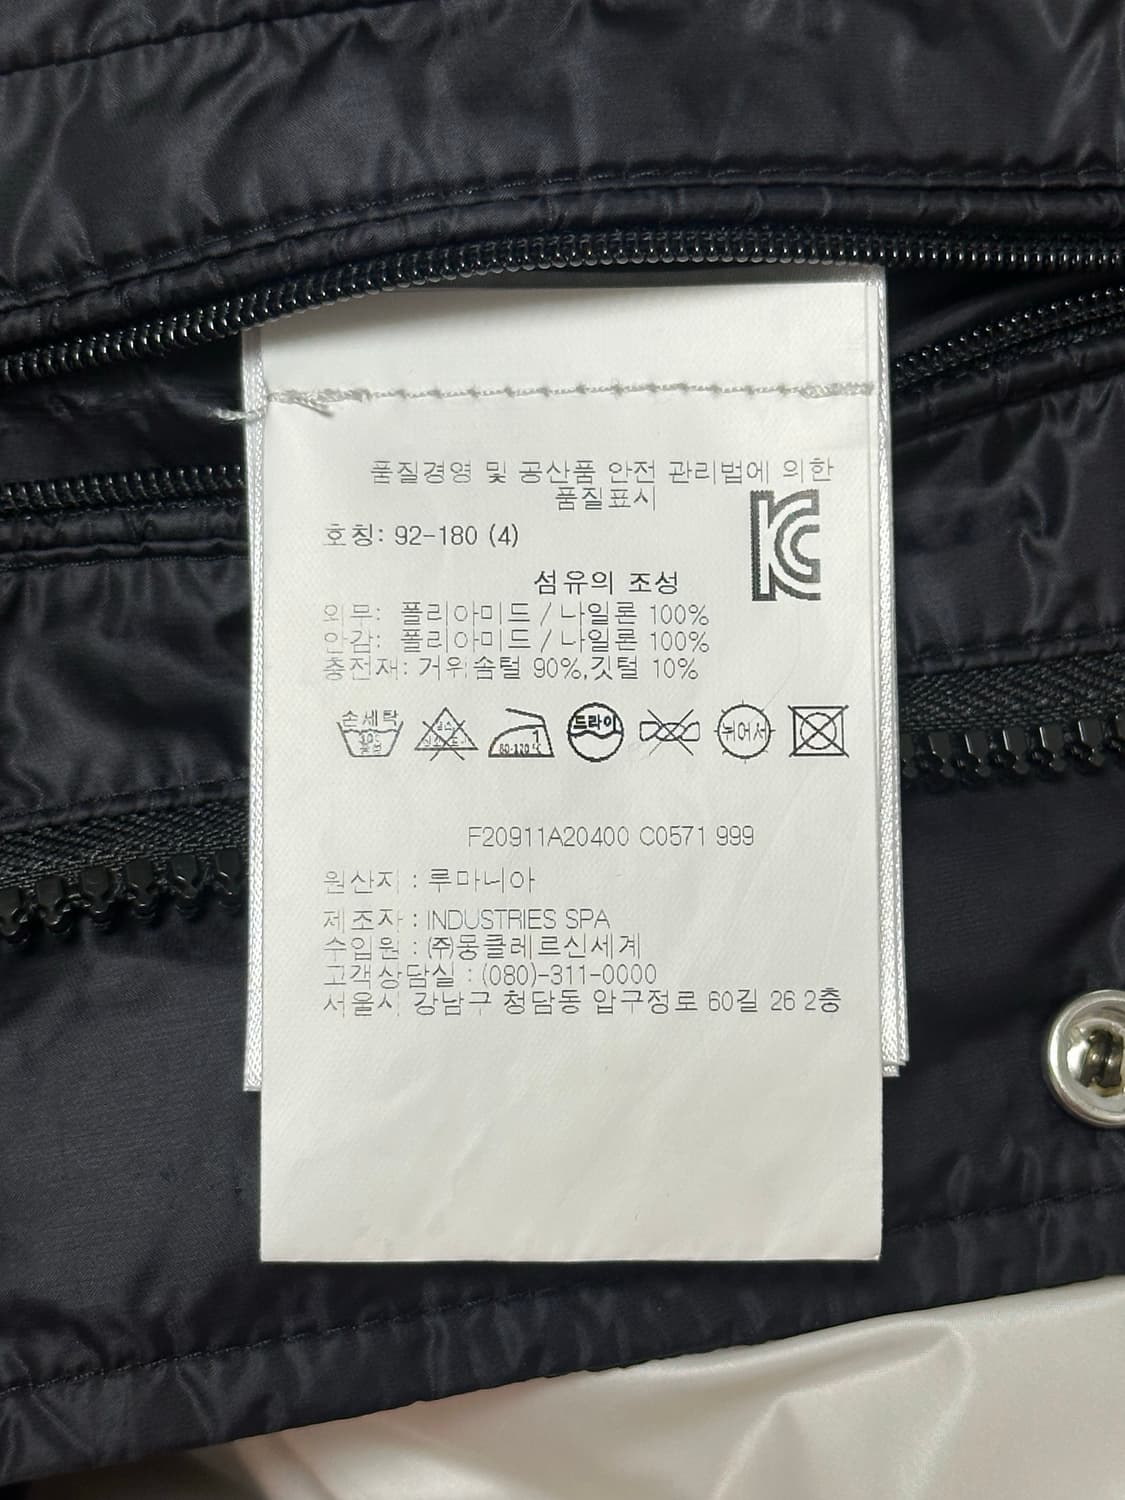 품질경영 및 공산품 안전 관리법에 의한
품질표시
호칭: 92-180 (4)
섬유의 조성
외부: 폴리아미드 / 나일론 100%
안감: 폴리아미드 / 나일론 100%
충전재: 거위솜털 90%,깃털 10%
손세탁 드라이 뉘어서
80-120℃ 1
F20911A20400 C0571 999
원산지 : 루마니아
제조자 : INDUSTRIES SPA
수입원 : ㈜몽클레르신세계
고객상담실 : (080)-311-0000
서울시 강남구 청담동 압구정로 60길 26 2층